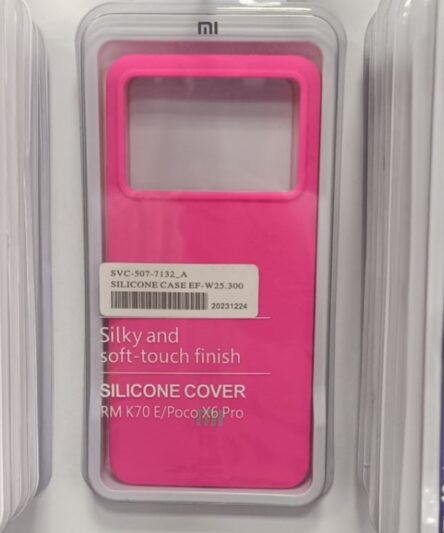 mi
SVC-507-7132_A
SILICONE CASE EF-W25.300
20231224
Silky and
soft-touch finish
SILICONE COVER
RM K70 E/Poco X6 Pro
mi